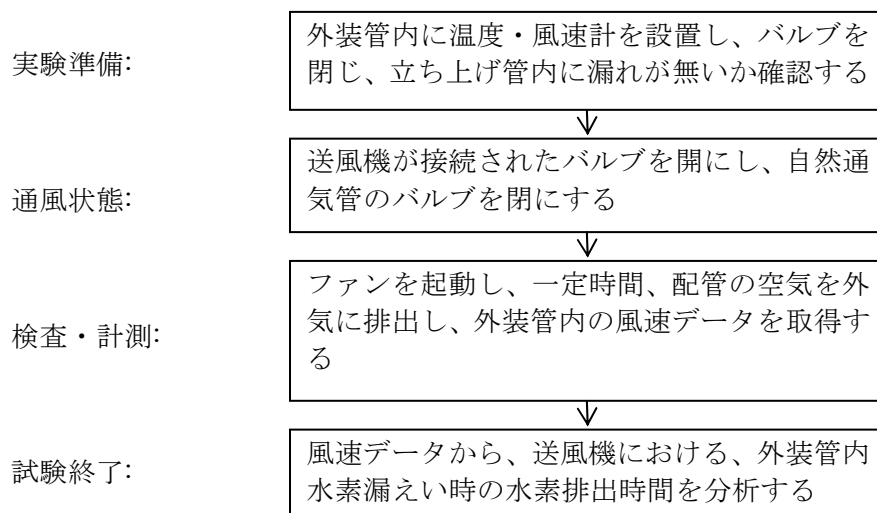 実験準備:
外装管内に温度・風速計を設置し、バルブを
閉じ、立ち上げ管内に漏れが無いか確認する
通風状態:
送風機が接続されたバルブを開にし、自然通
気管のバルブを閉にする
検査・計測:
ファンを起動し、一定時間、配管の空気を外
気に排出し、外装管内の風速データを取得す
る
試験終了:
風速データから、送風機における、外装管内
水素漏えい時の水素排出時間を分析する